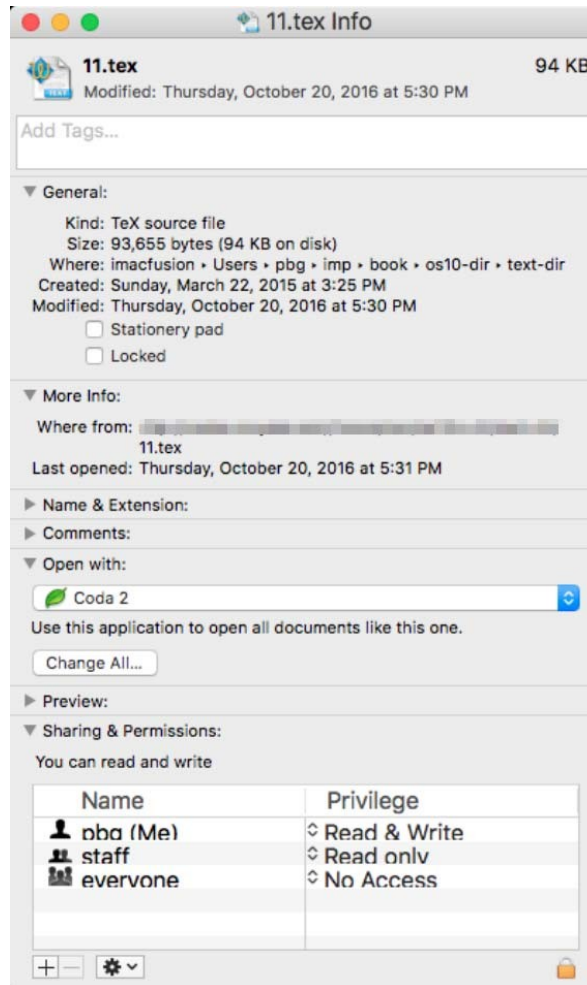 11.tex Info
11.tex
94 KB
Modified: Thursday, October 20, 2016 at 5:30 PM
Add Tags...
General:
Kind: TeX source file
Size: 93,655 bytes (94 KB on disk)
Where: imacfusion ‣ Users ‣ pbg ‣ imp ‣ book ‣ os10-dir ‣ text-dir
Created: Sunday, March 22, 2015 at 3:25 PM
Modified: Thursday, October 20, 2016 at 5:30 PM
Stationery pad
Locked
More Info:
Where from:
11.tex
Last opened: Thursday, October 20, 2016 at 5:31 PM
Name & Extension:
Comments:
Open with:
Coda 2
Use this application to open all documents like this one.
Change All...
Preview:
Sharing & Permissions:
You can read and write
Name Privilege
pbg (Me) Read & Write
staff Read only
everyone No Access